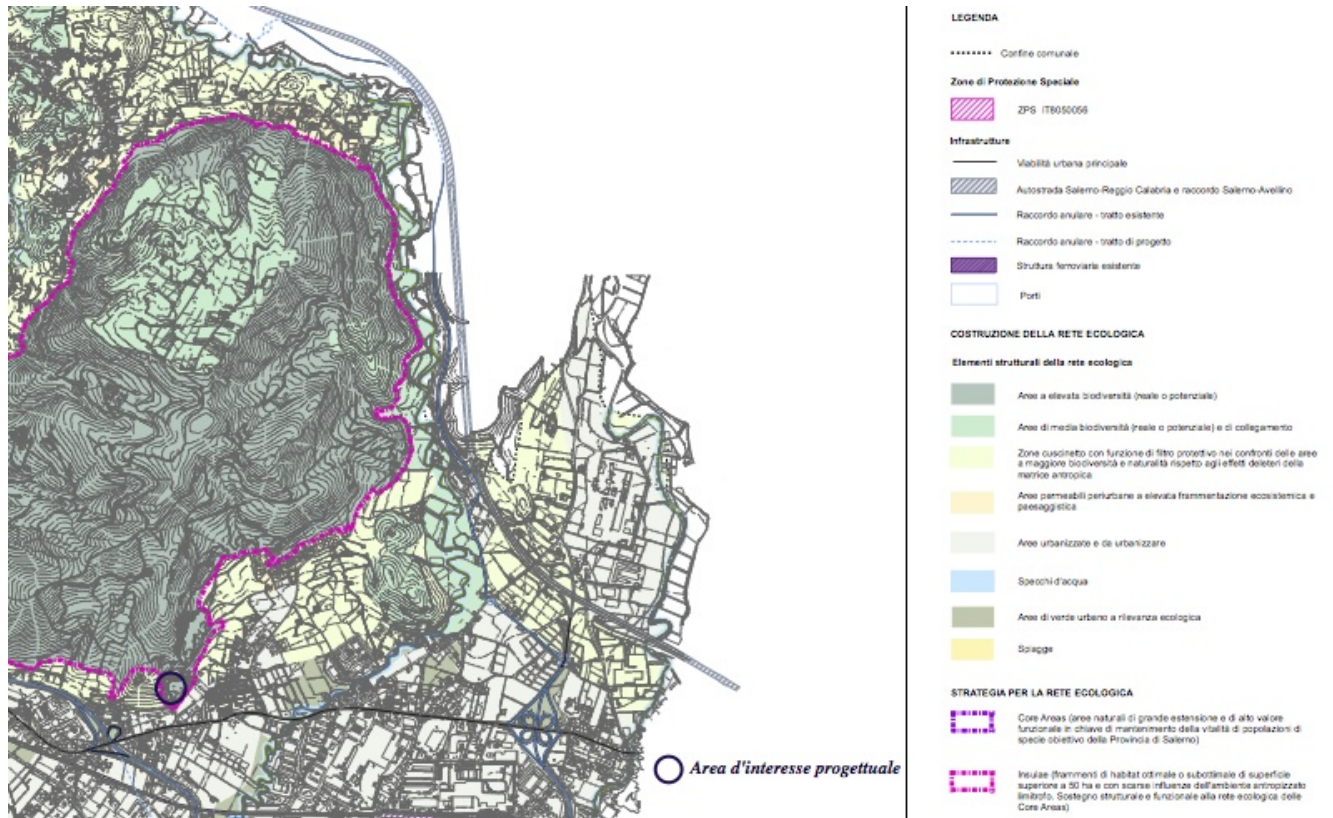 Area d'interesse progettuale
LEGENDA
Confine comunale
Zone di Protezione Speciale
ZPS IT8050056
Infrastrutture
Viabilità urbana principale
Autostrada Salerno-Reggio Calabria e raccordo Salerno-Avellino
Raccordo anulare - tratto esistente
Raccordo anulare - tratto di progetto
Struttura ferroviaria esistente
Porti
COSTRUZIONE DELLA RETE ECOLOGICA
Elementi strutturali della rete ecologica
Aree a elevata biodiversità (reale o potenziale)
Aree di media biodiversità (reale o potenziale) e di collegamento
Zone cuscinetto con funzione di filtro protettivo nei confronti delle aree
a maggiore biodiversità e naturalità rispetto agli effetti deleteri della
matrice antropica
Aree permeabili periurbane a elevata frammentazione ecosistemica e
paesaggistica
Aree urbanizzate e da urbanizzare
Specchi d'acqua
Aree di verde urbano a rilevanza ecologica
Spiagge
STRATEGIA PER LA RETE ECOLOGICA
Core Areas (aree naturali di grande estensione e di alto valore
funzionale in chiave di mantenimento della vitalità di popolazioni di
specie obiettivo della Provincia di Salerno)
Insulae (frammenti di habitat ottimale o subottimale di superficie
superiore a 50 ha e con scarse influenze dell'ambiente antropizzato
limitrofo. Sostegno strutturale e funzionale alla rete ecologica delle
Core Areas)